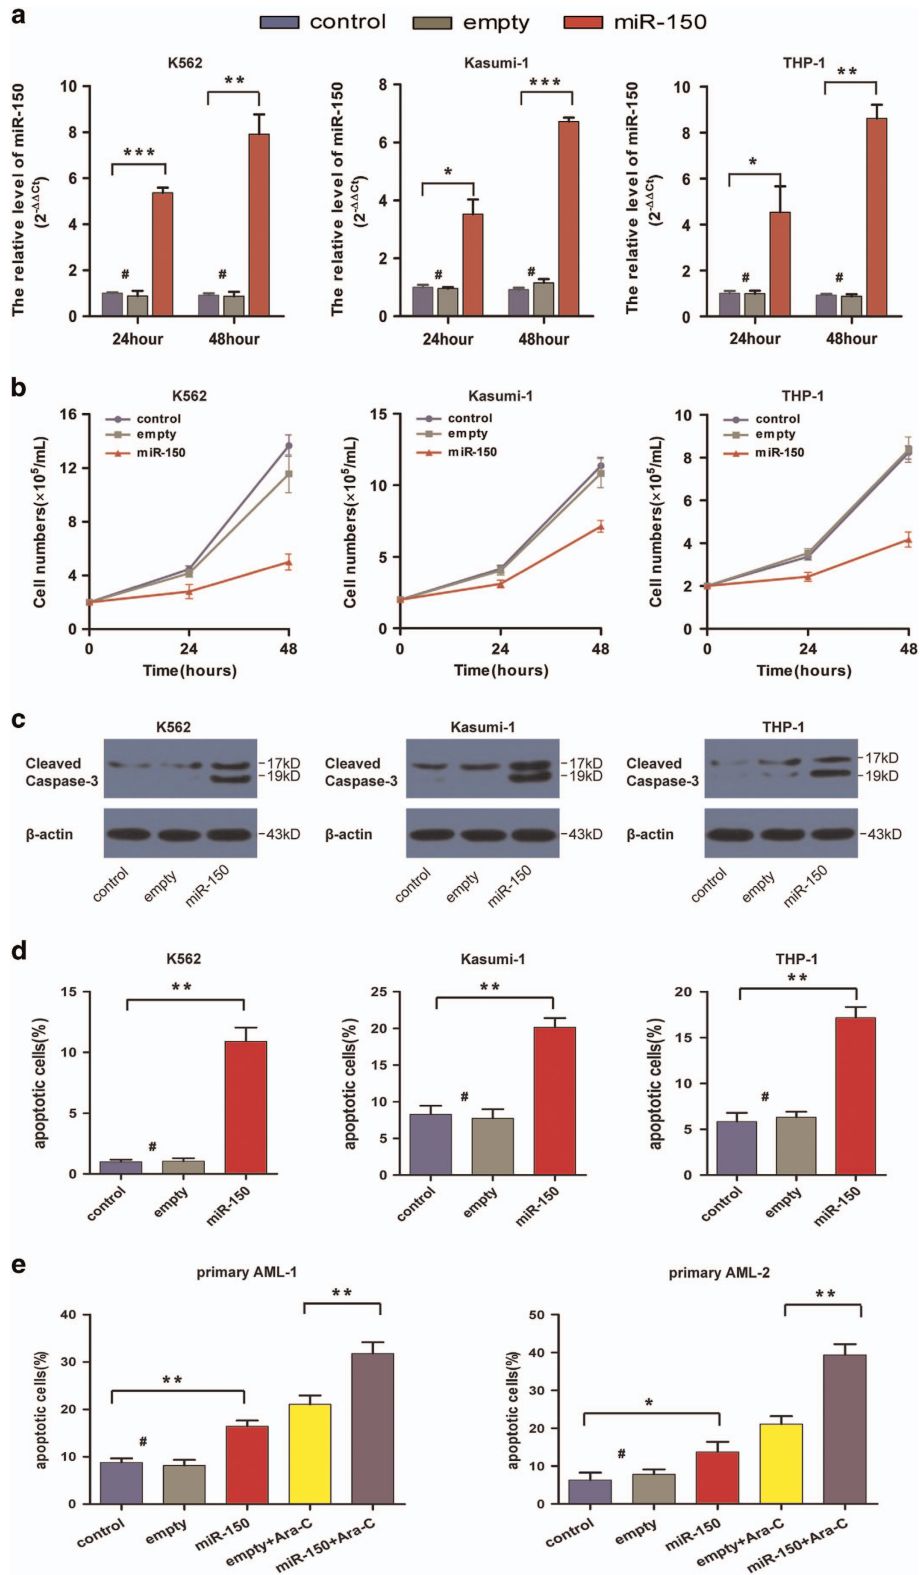 a
control empty miR-150
K562 Kasumi-1 THP-1
The relative level of miR-150
(2-ΔΔCt)
10
8
6
4
2
0
***
**
#
#
24hour 48hour
The relative level of miR-150
(2-ΔΔCt)
8
6
4
2
0
*
***
#
#
24hour 48hour
The relative level of miR-150
(2-ΔΔCt)
10
8
6
4
2
0
*
**
#
#
24hour 48hour
b
K562
Cell numbers(×10⁵/mL)
16
12
8
4
0
control
empty
miR-150
0 24 48
Time(hours)
Kasumi-1
Cell numbers(×10⁵/mL)
15
10
5
0
control
empty
miR-150
0 24 48
Time(hours)
THP-1
Cell numbers(×10⁵/mL)
10
8
6
4
2
0
control
empty
miR-150
0 24 48
Time(hours)
c
K562
Cleaved
Caspase-3
-17kD
-19kD
β-actin
-43kD
control empty miR-150
Kasumi-1
Cleaved
Caspase-3
-17kD
-19kD
β-actin
-43kD
control empty miR-150
THP-1
Cleaved
Caspase-3
-17kD
-19kD
β-actin
-43kD
control empty miR-150
d
K562
apoptotic cells(%)
15
10
5
0
**
#
control empty miR-150
Kasumi-1
apoptotic cells(%)
25
20
15
10
5
0
**
#
control empty miR-150
THP-1
apoptotic cells(%)
20
15
10
5
0
**
#
control empty miR-150
e
primary AML-1
apoptotic cells(%)
40
30
20
10
0
**
**
#
control empty miR-150 empty+Ara-C miR-150+Ara-C
primary AML-2
apoptotic cells(%)
50
40
30
20
10
0
*
**
#
control empty miR-150 empty+Ara-C miR-150+Ara-C